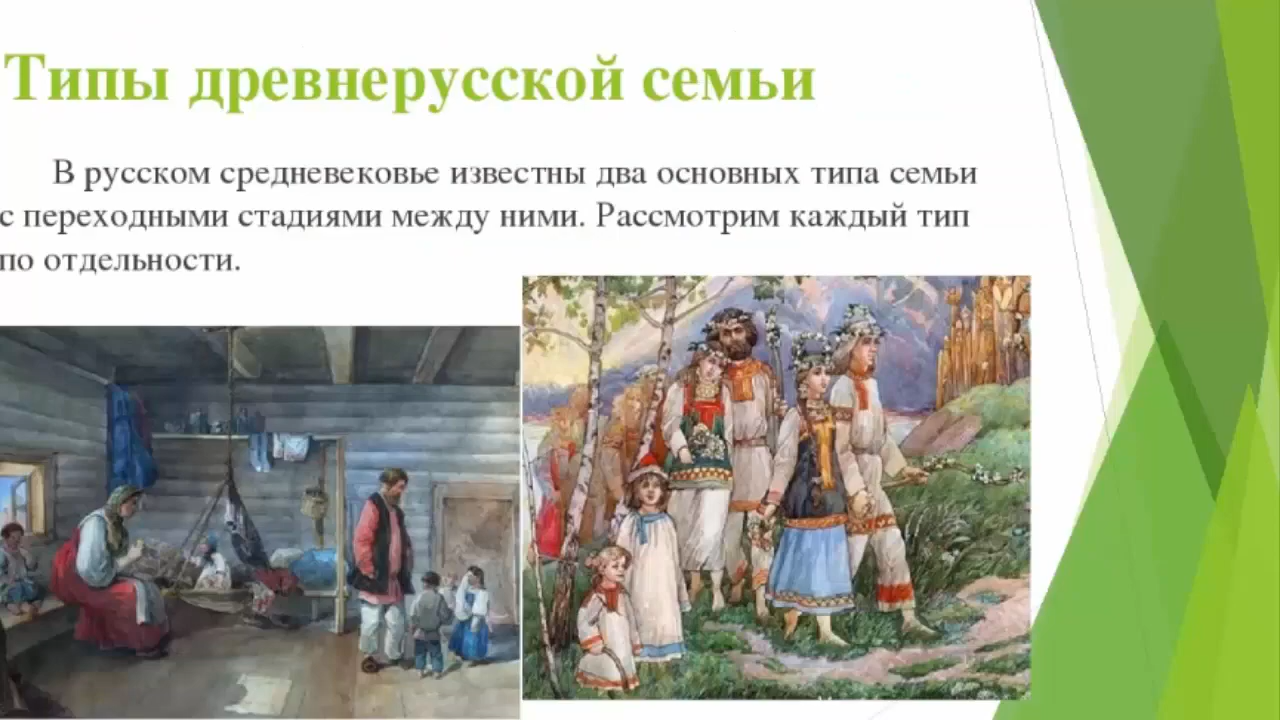 Типы древнерусской семьи
В русском средневековье известны два основных типа семьи
с переходными стадиями между ними. Рассмотрим каждый тип
по отдельности.